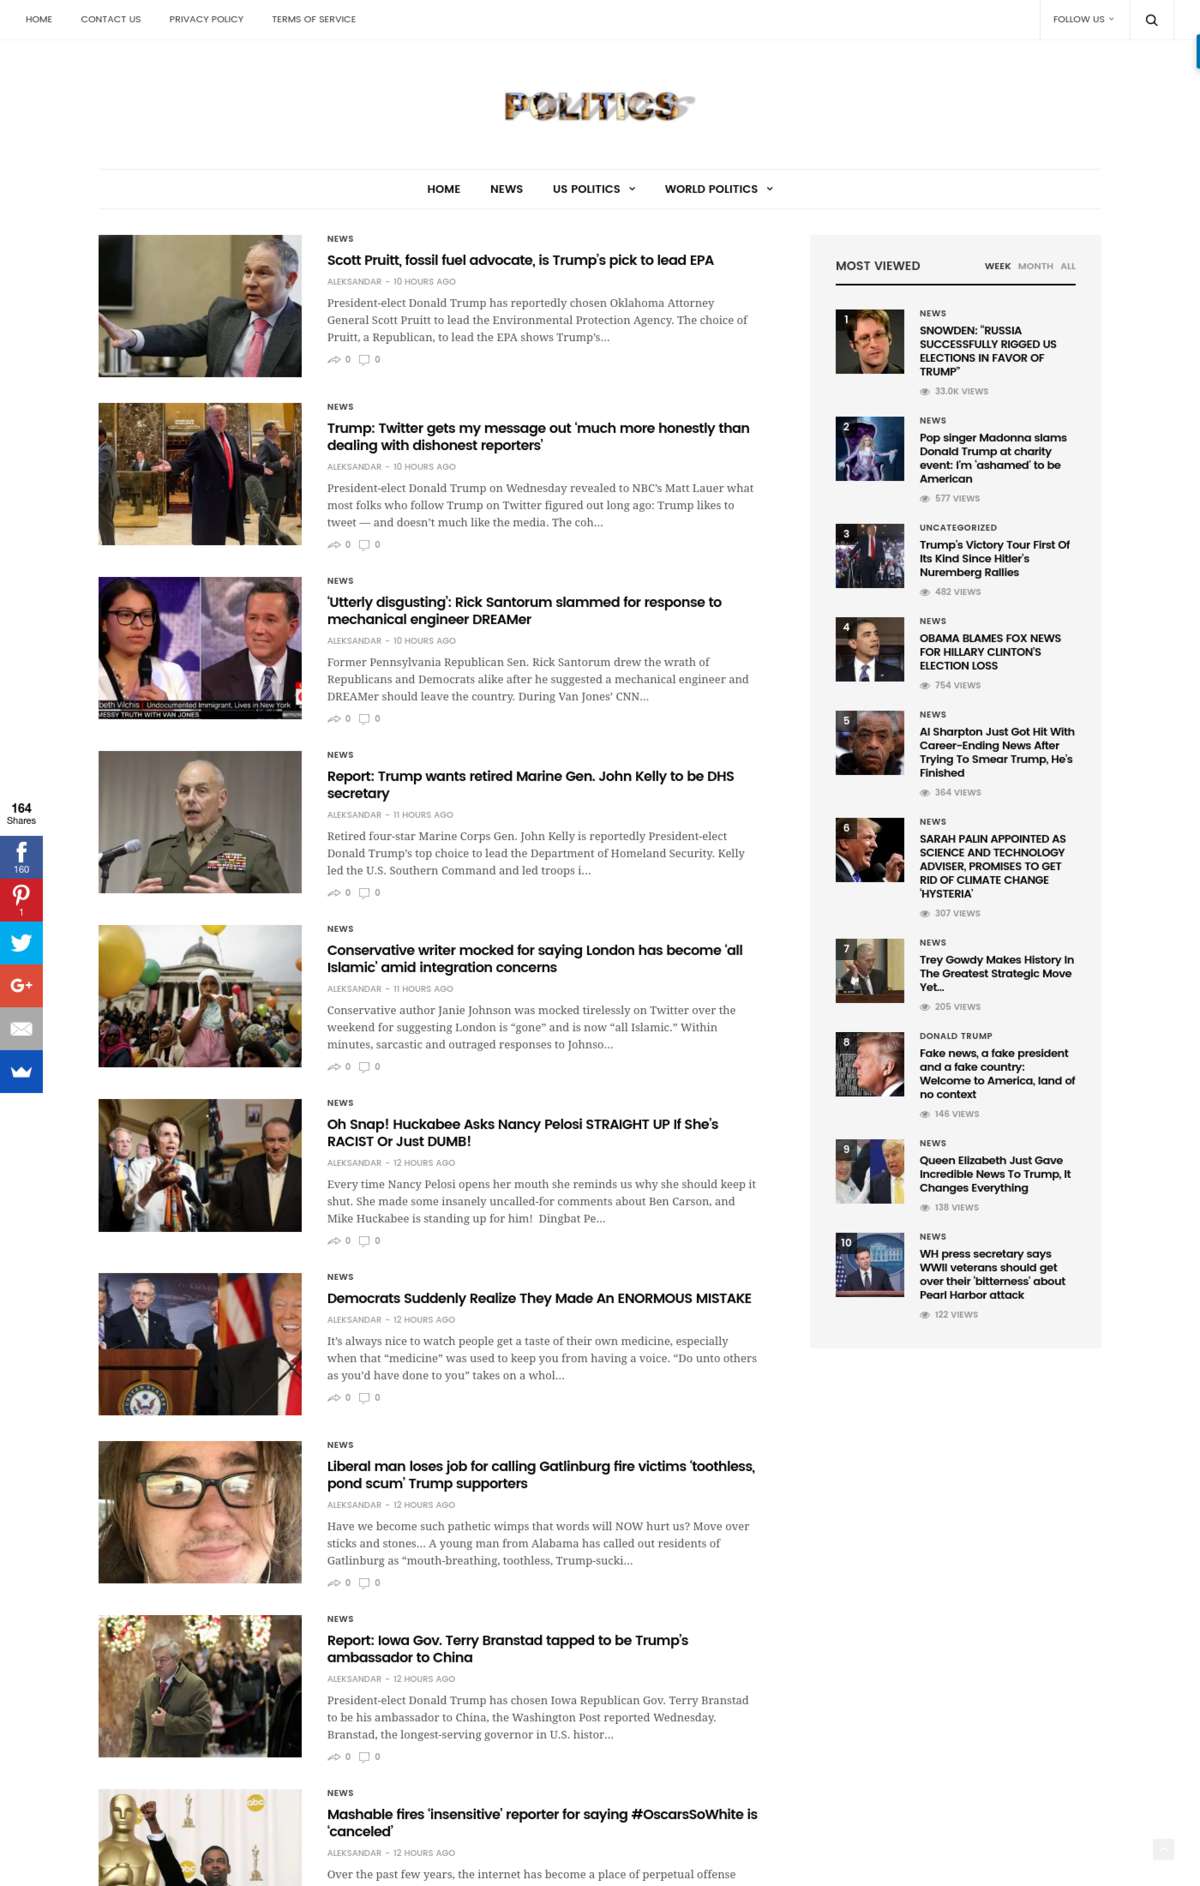 HOME CONTACT US PRIVACY POLICY TERMS OF SERVICE FOLLOW US
POLITICS
HOME NEWS US POLITICS WORLD POLITICS
NEWS
Scott Pruitt, fossil fuel advocate, is Trump's pick to lead EPA
ALEKSANDAR - 10 HOURS AGO
President-elect Donald Trump has reportedly chosen Oklahoma Attorney
General Scott Pruitt to lead the Environmental Protection Agency. The choice of
Pruitt, a Republican, to lead the EPA shows Trump's...
0 0
NEWS
Trump: Twitter gets my message out 'much more honestly than
dealing with dishonest reporters'
ALEKSANDAR - 10 HOURS AGO
President-elect Donald Trump on Wednesday revealed to NBC's Matt Lauer what
most folks who follow Trump on Twitter figured out long ago: Trump likes to
tweet — and doesn't much like the media. The coh...
0 0
beth Vilchis Undocumented Immigrant, Lives in New York
MESSY TRUTH WITH VAN JONES
NEWS
'Utterly disgusting': Rick Santorum slammed for response to
mechanical engineer DREAMer
ALEKSANDAR - 10 HOURS AGO
Former Pennsylvania Republican Sen. Rick Santorum drew the wrath of
Republicans and Democrats alike after he suggested a mechanical engineer and
DREAMer should leave the country. During Van Jones' CNN...
0 0
NEWS
Report: Trump wants retired Marine Gen. John Kelly to be DHS
secretary
ALEKSANDAR - 11 HOURS AGO
Retired four-star Marine Corps Gen. John Kelly is reportedly President-elect
Donald Trump's top choice to lead the Department of Homeland Security. Kelly
led the U.S. Southern Command and led troops i...
0 0
NEWS
Conservative writer mocked for saying London has become 'all
Islamic' amid integration concerns
ALEKSANDAR - 11 HOURS AGO
Conservative author Janie Johnson was mocked tirelessly on Twitter over the
weekend for suggesting London is "gone" and is now "all Islamic." Within
minutes, sarcastic and outraged responses to Johnso...
0 0
NEWS
Oh Snap! Huckabee Asks Nancy Pelosi STRAIGHT UP If She's
RACIST Or Just DUMB!
ALEKSANDAR - 12 HOURS AGO
Every time Nancy Pelosi opens her mouth she reminds us why she should keep it
shut. She made some insanely uncalled-for comments about Ben Carson, and
Mike Huckabee is standing up for him! Dingbat Pe...
0 0
NEWS
Democrats Suddenly Realize They Made An ENORMOUS MISTAKE
ALEKSANDAR - 12 HOURS AGO
It's always nice to watch people get a taste of their own medicine, especially
when that "medicine" was used to keep you from having a voice. "Do unto others
as you'd have done to you" takes on a whol...
0 0
NEWS
Liberal man loses job for calling Gatlinburg fire victims 'toothless,
pond scum' Trump supporters
ALEKSANDAR - 12 HOURS AGO
Have we become such pathetic wimps that words will NOW hurt us? Move over
sticks and stones... A young man from Alabama has called out residents of
Gatlinburg as "mouth-breathing, toothless, Trump-sucki...
0 0
NEWS
Report: Iowa Gov. Terry Branstad tapped to be Trump's
ambassador to China
ALEKSANDAR - 12 HOURS AGO
President-elect Donald Trump has chosen Iowa Republican Gov. Terry Branstad
to be his ambassador to China, the Washington Post reported Wednesday.
Branstad, the longest-serving governor in U.S. histor...
0 0
abc
abc
NEWS
Mashable fires 'insensitive' reporter for saying #OscarsSoWhite is
'canceled'
ALEKSANDAR - 12 HOURS AGO
Over the past few years, the internet has become a place of perpetual offense
MOST VIEWED WEEK MONTH ALL
1
NEWS
SNOWDEN: "RUSSIA
SUCCESSFULLY RIGGED US
ELECTIONS IN FAVOR OF
TRUMP"
33.0K VIEWS
2
NEWS
Pop singer Madonna slams
Donald Trump at charity
event: I'm 'ashamed' to be
American
577 VIEWS
3
UNCATEGORIZED
Trump's Victory Tour First Of
Its Kind Since Hitler's
Nuremberg Rallies
482 VIEWS
4
NEWS
OBAMA BLAMES FOX NEWS
FOR HILLARY CLINTON'S
ELECTION LOSS
754 VIEWS
5
NEWS
Al Sharpton Just Got Hit With
Career-Ending News After
Trying To Smear Trump, He's
Finished
364 VIEWS
6
NEWS
SARAH PALIN APPOINTED AS
SCIENCE AND TECHNOLOGY
ADVISER, PROMISES TO GET
RID OF CLIMATE CHANGE
'HYSTERIA'
307 VIEWS
7
NEWS
Trey Gowdy Makes History In
The Greatest Strategic Move
Yet...
205 VIEWS
8
DONALD TRUMP
Fake news, a fake president
and a fake country:
Welcome to America, land of
no context
146 VIEWS
9
NEWS
Queen Elizabeth Just Gave
Incredible News To Trump, It
Changes Everything
138 VIEWS
10
NEWS
WH press secretary says
WWII veterans should get
over their 'bitterness' about
Pearl Harbor attack
122 VIEWS
164
Shares
160
1
G+